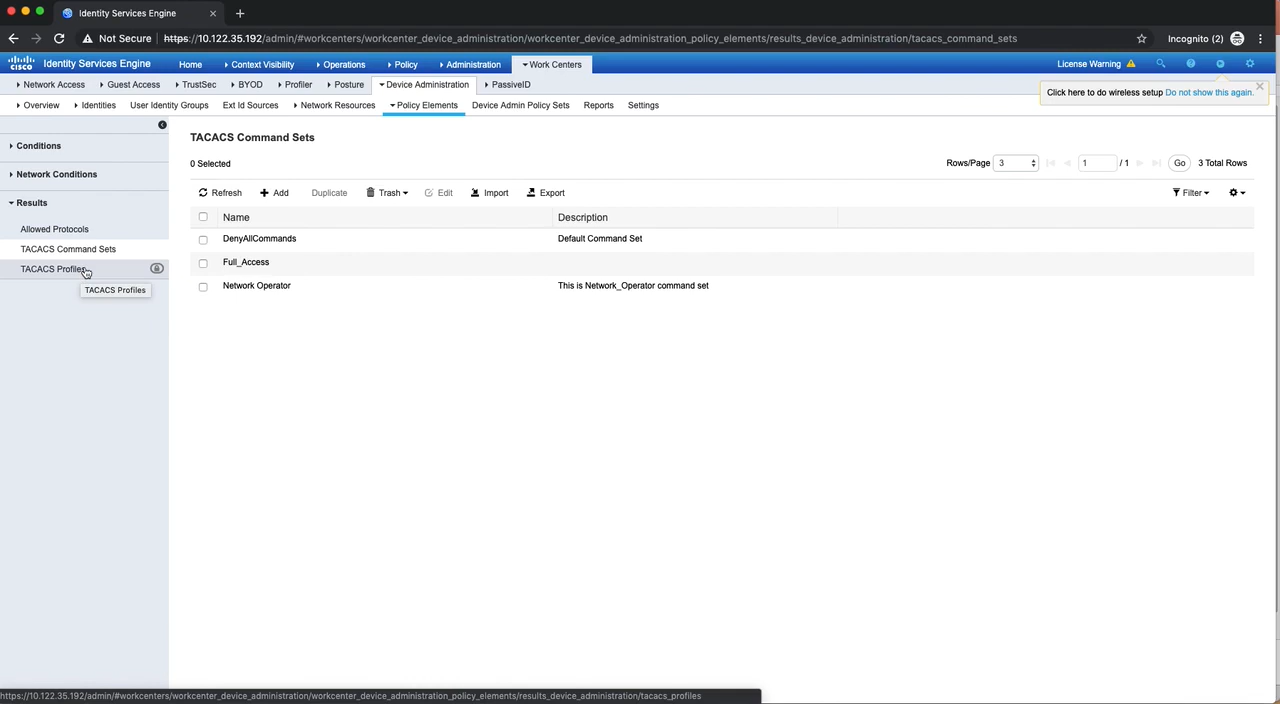 Identity Services Engine
Not Secure https://10.122.35.192/admin/#workcenters/workcenter_device_administration/workcenter_device_administration_policy_elements/results_device_administration/tacacs_command_sets Incognito (2)
CISCO Identity Services Engine Home Context Visibility Operations Policy Administration Work Centers License Warning
Network Access Guest Access TrustSec BYOD Profiler Posture Device Administration PassiveID
Click here to do wireless setup Do not show this again.
Overview Identities User Identity Groups Ext Id Sources Network Resources Policy Elements Device Admin Policy Sets Reports Settings
Conditions
Network Conditions
Results
Allowed Protocols
TACACS Command Sets
TACACS Profiles
TACACS Profiles
TACACS Command Sets
0 Selected Rows/Page 3 1 / 1 Go 3 Total Rows
Refresh Add Duplicate Trash Edit Import Export Filter
Name Description
DenyAllCommands Default Command Set
Full_Access
Network Operator This is Network_Operator command set
https://10.122.35.192/admin/#workcenters/workcenter_device_administration/workcenter_device_administration_policy_elements/results_device_administration/tacacs_profiles